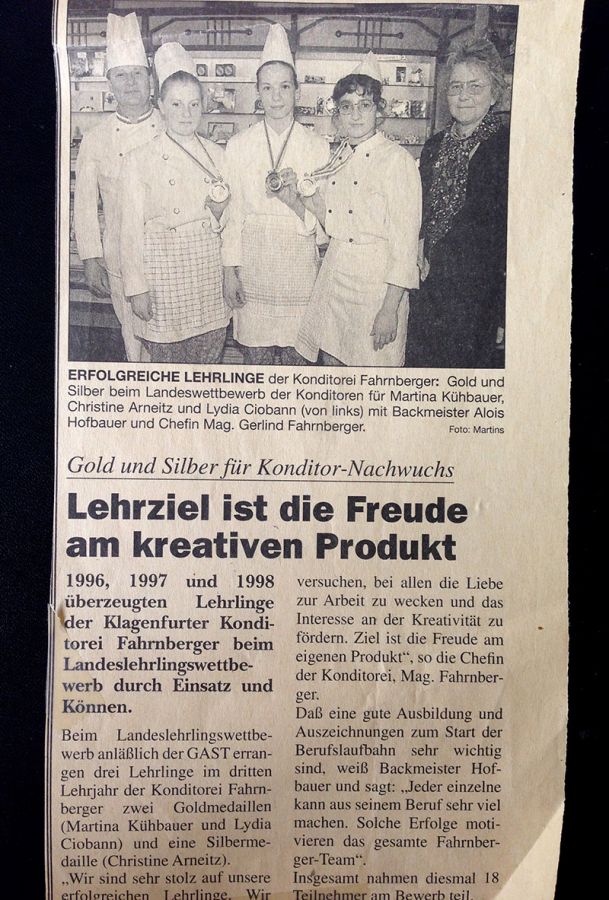 ERFOLGREICHE LEHRLINGE der Konditorei Fahrnberger: Gold und
Silber beim Landeswettbewerb der Konditoren für Martina Kühbauer,
Christine Arneitz und Lydia Ciobann (von links) mit Backmeister Alois
Hofbauer und Chefin Mag. Gerlind Fahrnberger.
Foto: Martins
Gold und Silber für Konditor-Nachwuchs
Lehrziel ist die Freude
am kreativen Produkt
1996, 1997 und 1998
überzeugten Lehrlinge
der Klagenfurter Kondi-
torei Fahrnberger beim
Landeslehrlingswettbe-
werb durch Einsatz und
Können.
Beim Landeslehrlingswettbe-
werb anläßlich der GAST erran-
gen drei Lehrlinge im dritten
Lehrjahr der Konditorei Fahrn-
berger zwei Goldmedaillen
(Martina Kühbauer und Lydia
Ciobann) und eine Silberme-
daille (Christine Arneitz).
„Wir sind sehr stolz auf unsere
erfolgreichen Lehrlinge. Wir
versuchen, bei allen die Liebe
zur Arbeit zu wecken und das
Interesse an der Kreativität zu
fördern. Ziel ist die Freude am
eigenen Produkt“, so die Chefin
der Konditorei, Mag. Fahrnber-
ger.
Daß eine gute Ausbildung und
Auszeichnungen zum Start der
Berufslaufbahn sehr wichtig
sind, weiß Backmeister Hof-
bauer und sagt: „Jeder einzelne
kann aus seinem Beruf sehr viel
machen. Solche Erfolge moti-
vieren das gesamte Fahrnber-
ger-Team“.
Insgesamt nahmen diesmal 18
Teilnehmer am Bewerb teil.